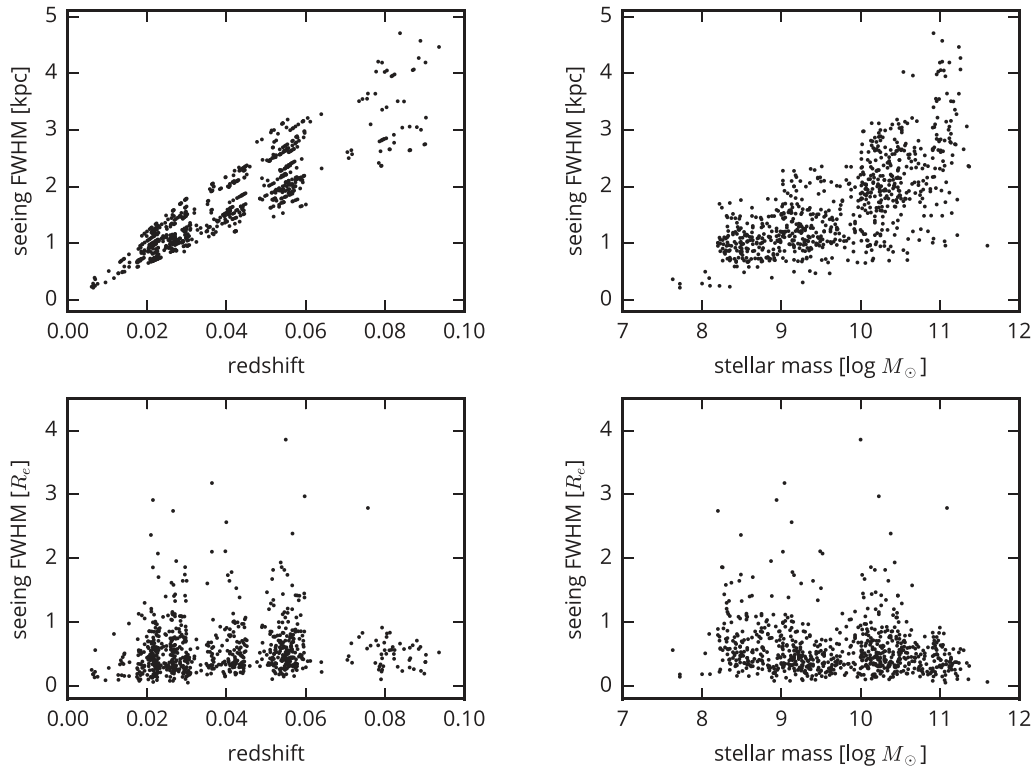 5
4
3
2
1
0
seeing FWHM [kpc]
0.00 0.02 0.04 0.06 0.08 0.10
redshift
5
4
3
2
1
0
seeing FWHM [kpc]
7 8 9 10 11 12
stellar mass [log M⊙]
4
3
2
1
0
seeing FWHM [Re]
0.00 0.02 0.04 0.06 0.08 0.10
redshift
4
3
2
1
0
seeing FWHM [Re]
7 8 9 10 11 12
stellar mass [log M⊙]